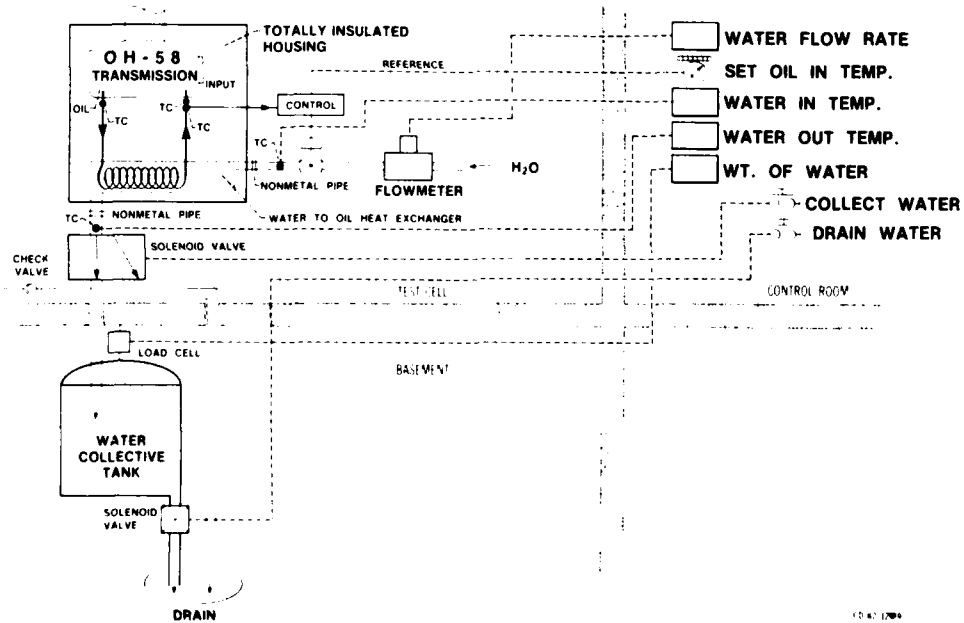 TOTALLY INSULATED
HOUSING
OH-58
TRANSMISSION
INPUT
OIL
TC
TC
TC
REFERENCE
CONTROL
TC
NONMETAL PIPE
FLOWMETER
H2O
WATER TO OIL HEAT EXCHANGER
WATER FLOW RATE
SET OIL IN TEMP.
WATER IN TEMP.
WATER OUT TEMP.
WT. OF WATER
COLLECT WATER
DRAIN WATER
TC
NONMETAL PIPE
SOLENOID VALVE
CHECK
VALVE
TEST CELL
CONTROL ROOM
LOAD CELL
BASEMENT
WATER
COLLECTIVE
TANK
SOLENOID
VALVE
DRAIN